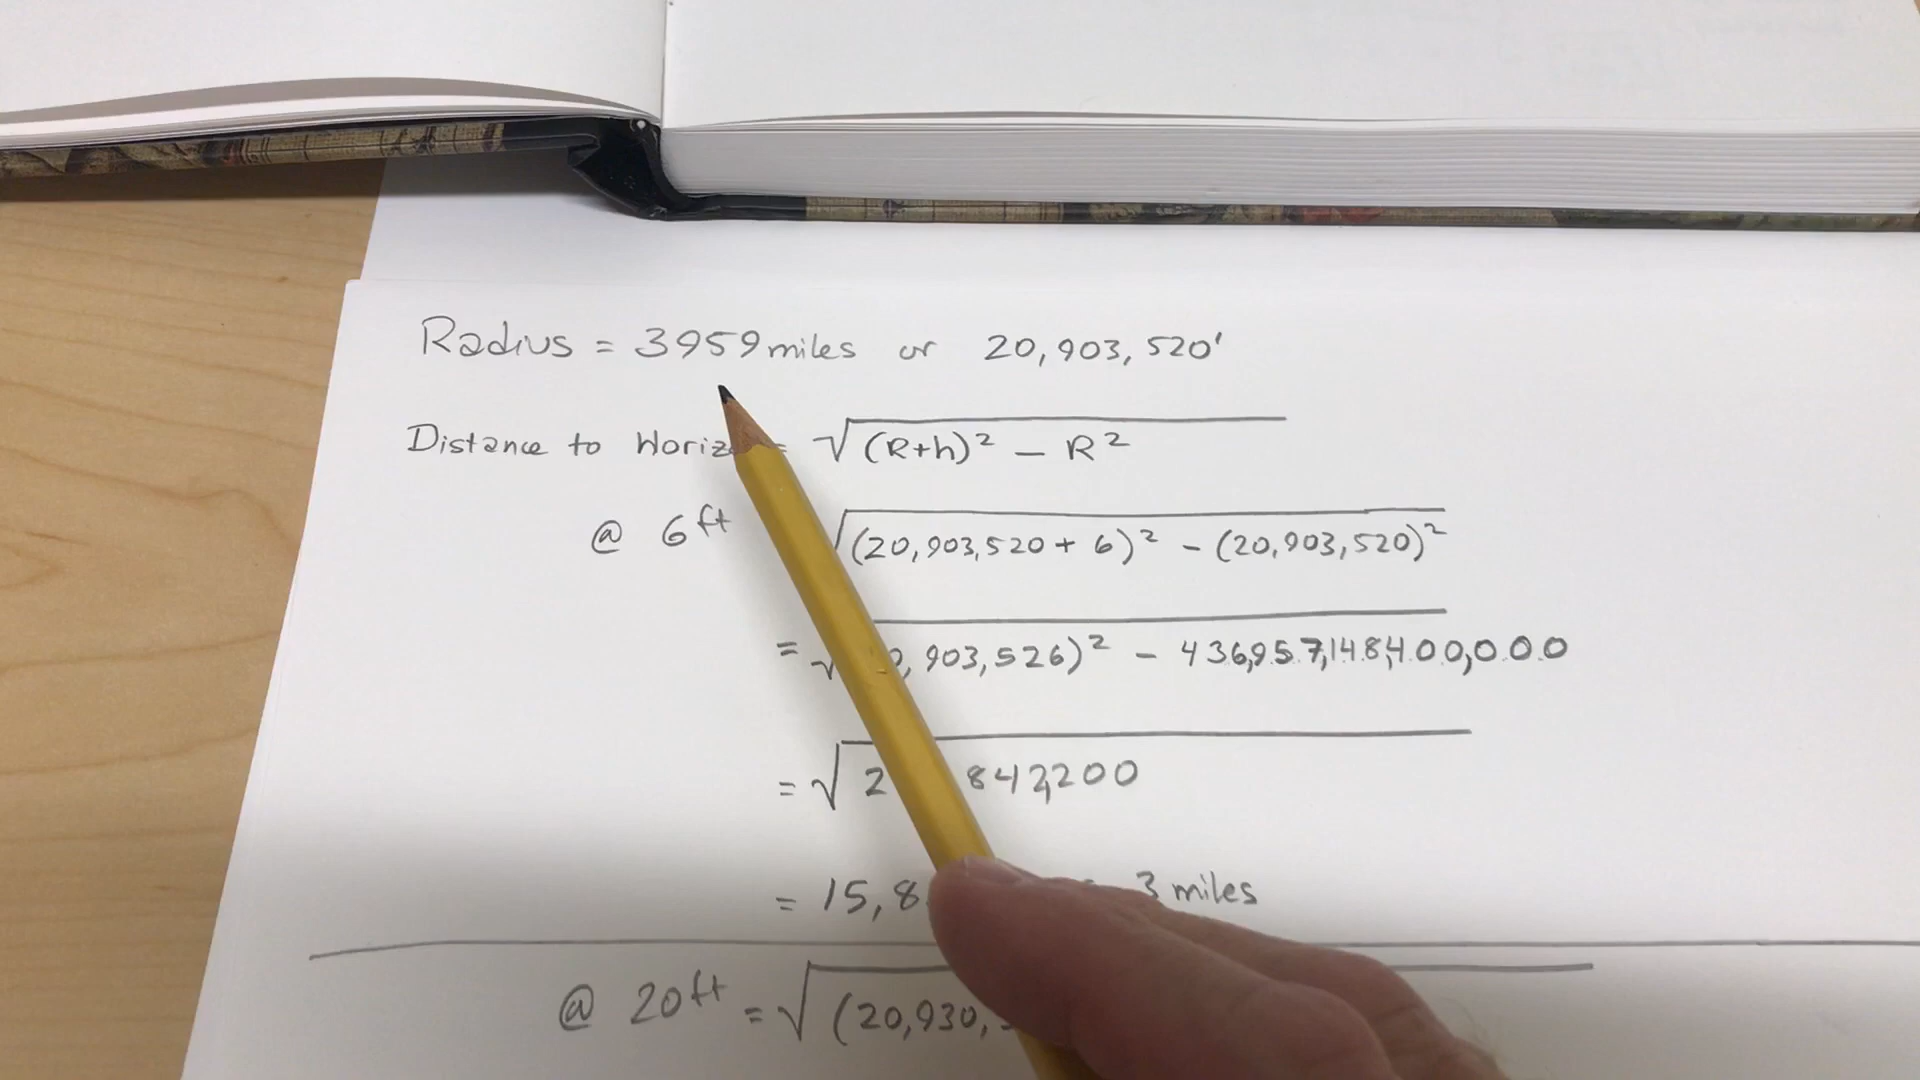 Radius = 3959 miles or 20,903,520'
Distance to = √(R+h)² - R²
@ 6ft √(20,903,520 + 6)² - (20,903,520)²
= √ 903,526)² - 436,957,148,400,000
= √2 842,200
= 15,8 3 miles
@ 20ft = √(20,930,